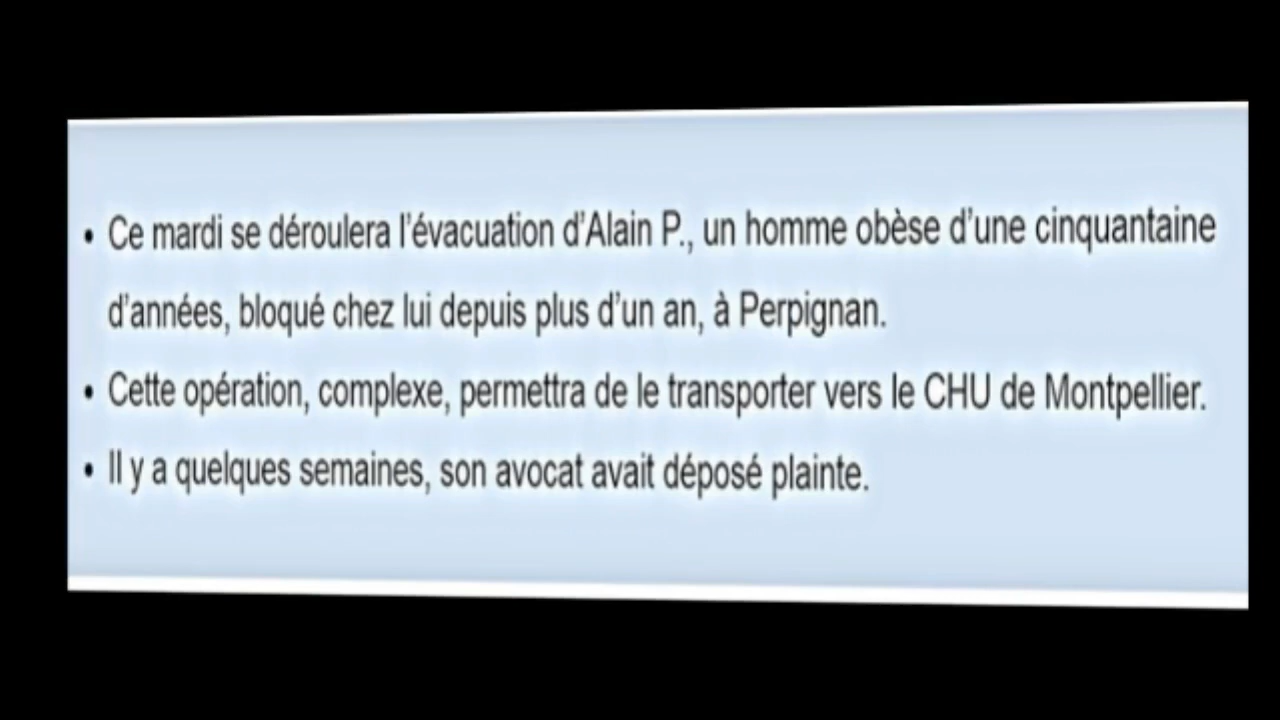 • Ce mardi se déroulera l’évacuation d’Alain P., un homme obèse d’une cinquantaine
d’années, bloqué chez lui depuis plus d’un an, à Perpignan.
• Cette opération, complexe, permettra de le transporter vers le CHU de Montpellier.
• Il y a quelques semaines, son avocat avait déposé plainte.